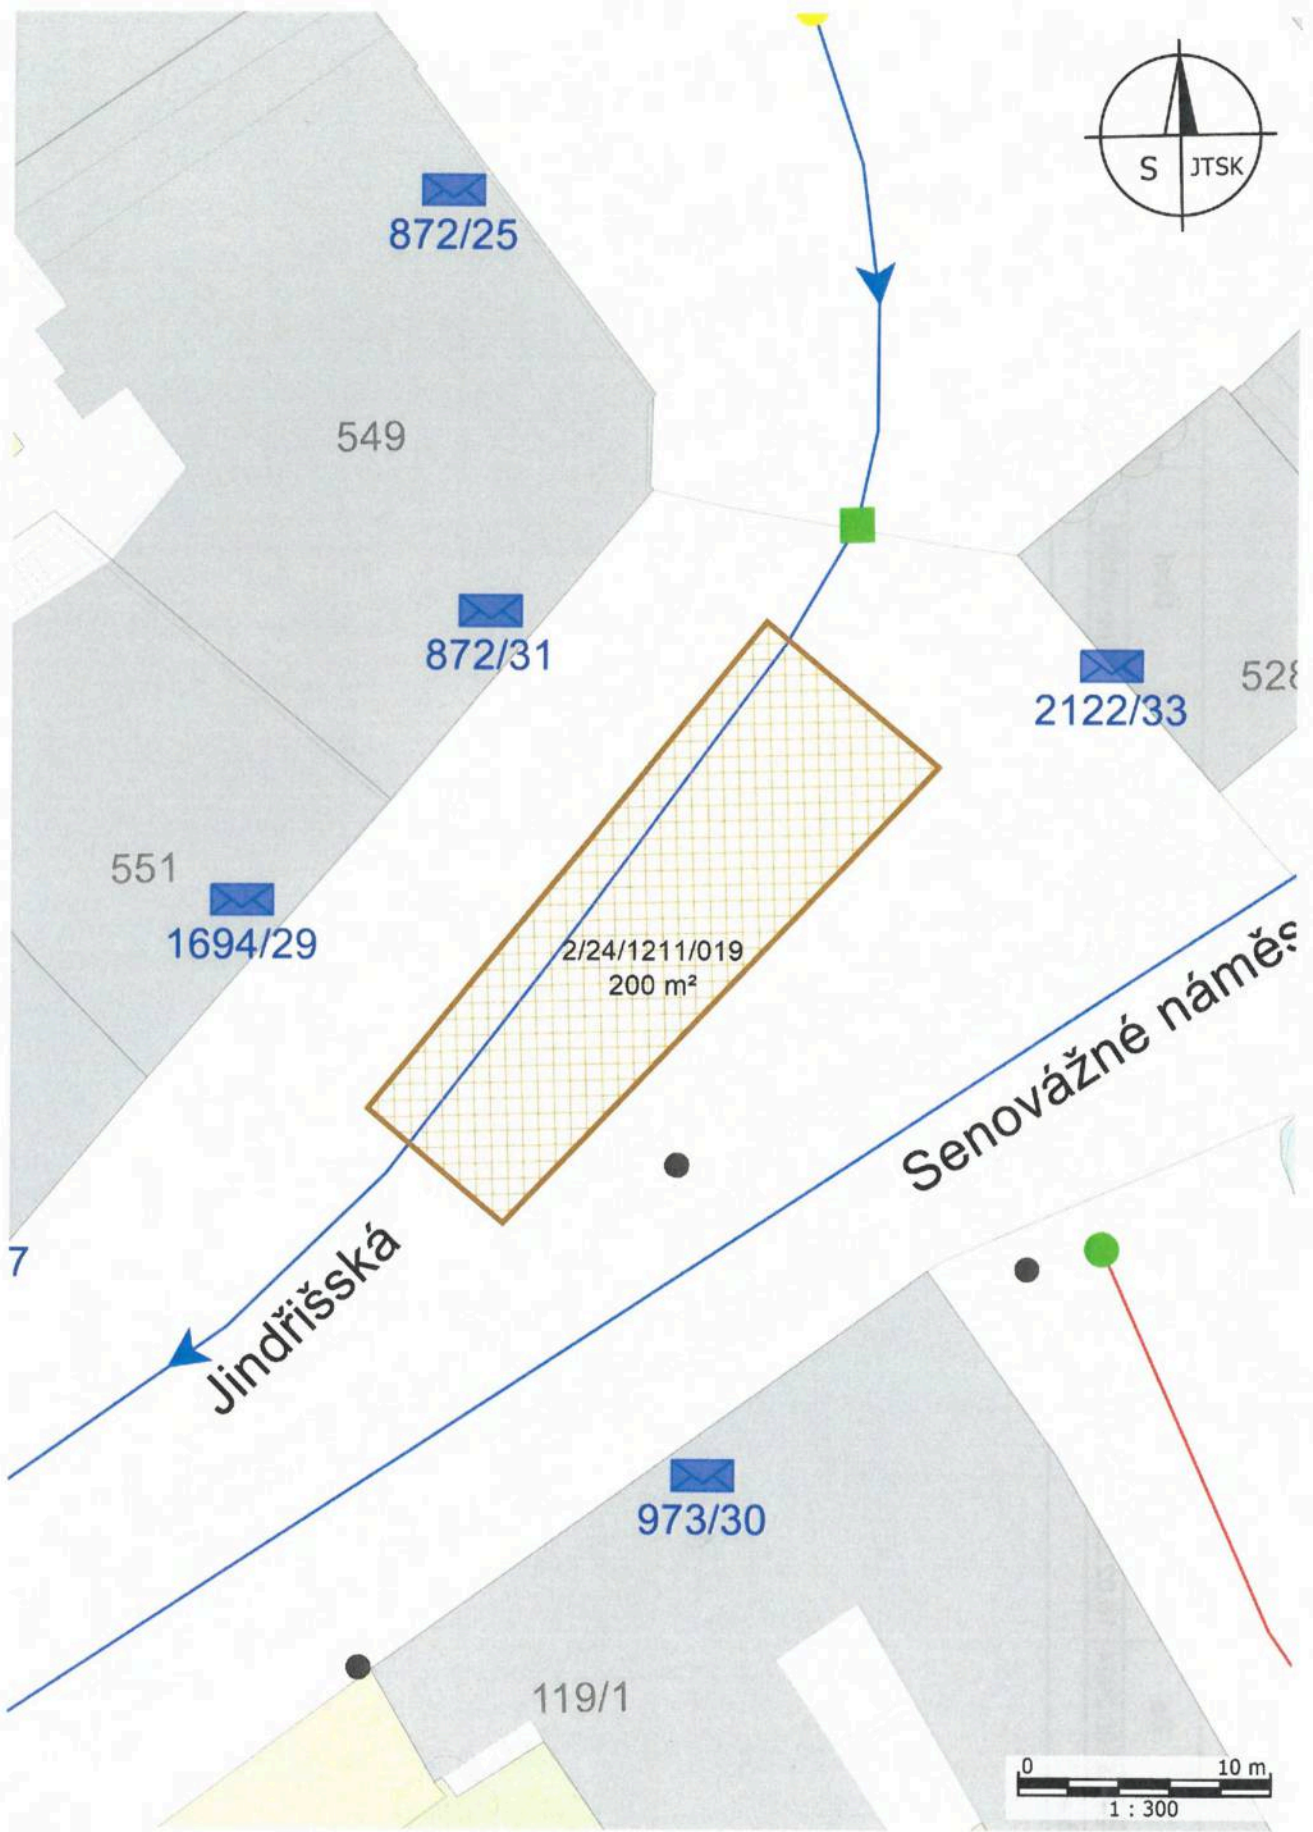 S JTSK
872/25
549
872/31
2122/33
528
551
1694/29
2/24/1211/019
200 m²
Senovážné náměs
Jindřišská
7
973/30
119/1
0 10 m
1 : 300